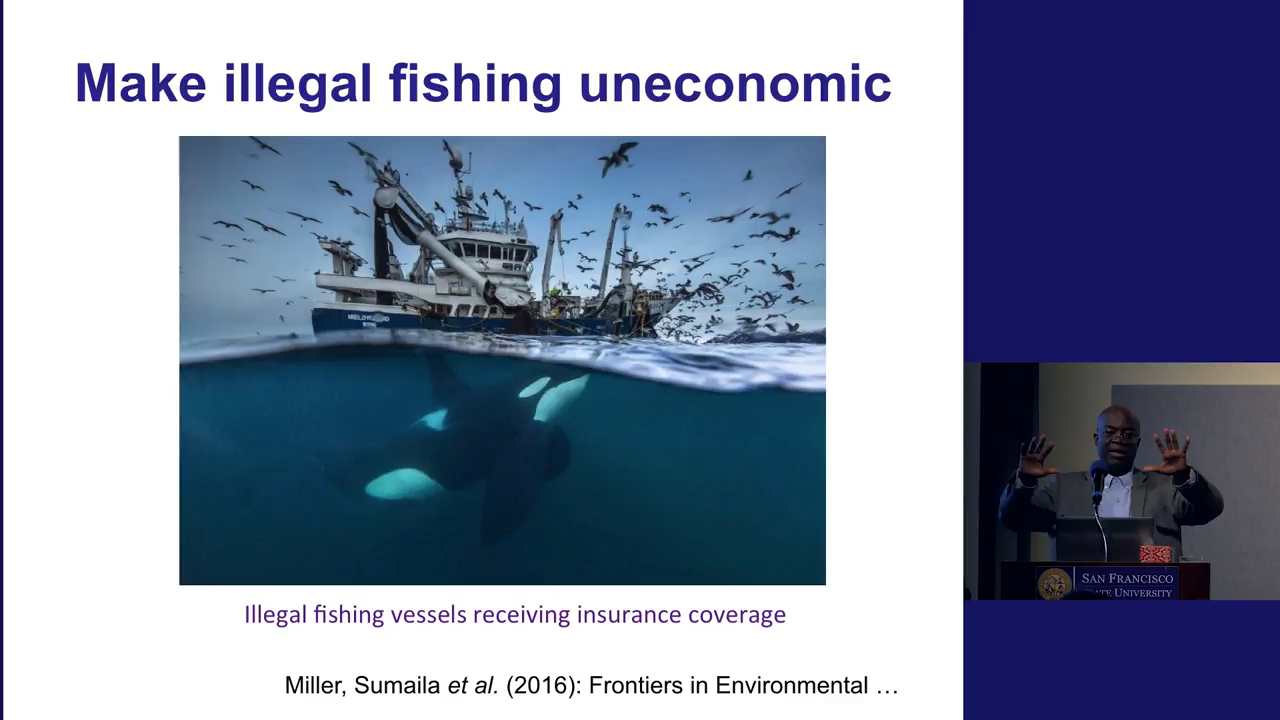 Make illegal fishing uneconomic
Illegal fishing vessels receiving insurance coverage
Miller, Sumaila et al. (2016): Frontiers in Environmental …
SAN FRANCISCO
UNIVERSITY